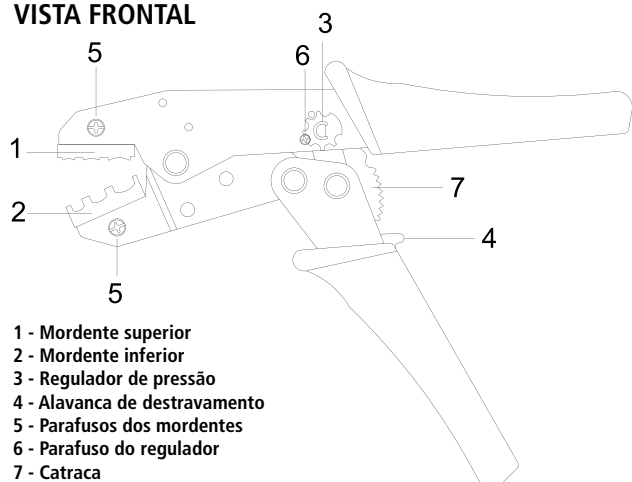 VISTA FRONTAL
3
5
6
1
7
2
4
5
1 - Mordente superior
2 - Mordente inferior
3 - Regulador de pressão
4 - Alavanca de destravamento
5 - Parafusos dos mordentes
6 - Parafuso do regulador
7 - Catraca